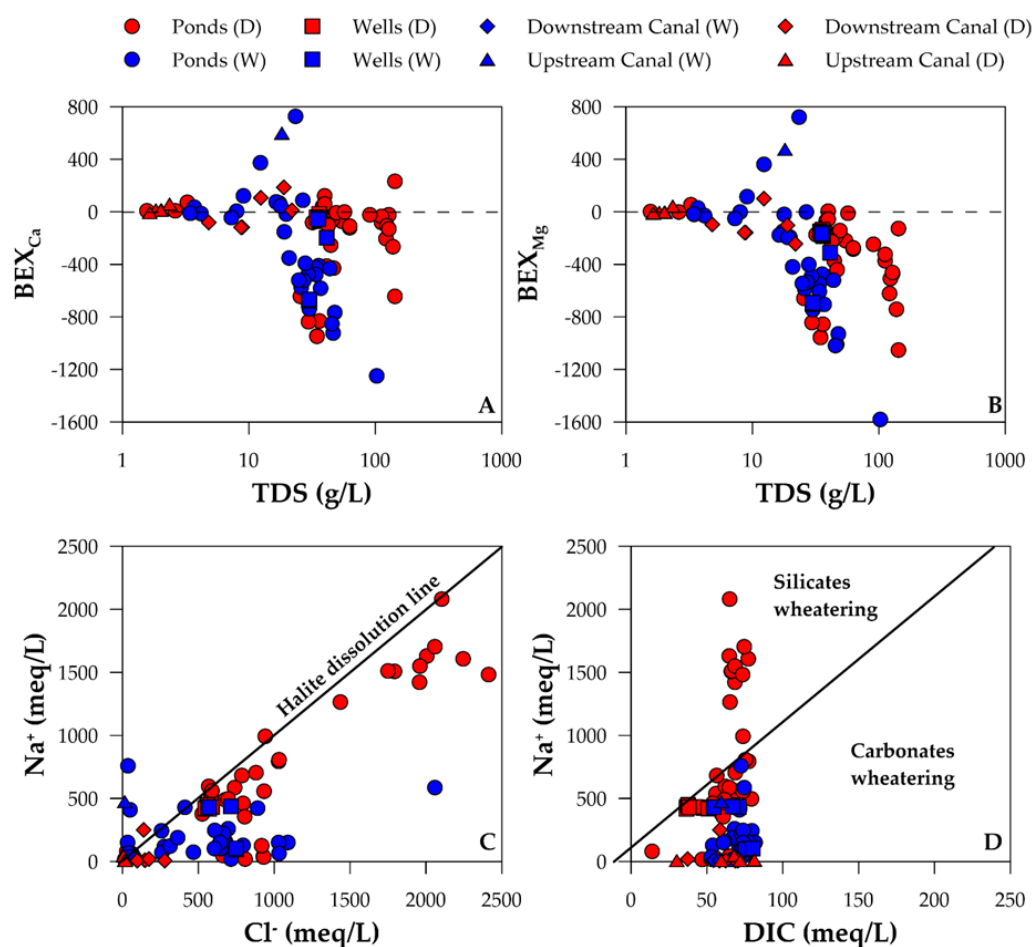 Ponds (D) Wells (D) Downstream Canal (W) Downstream Canal (D)
Ponds (W) Wells (W) Upstream Canal (W) Upstream Canal (D)
800
400
0
-400
-800
-1200
-1600
BEXCa
A
1 10 100 1000
TDS (g/L)
800
400
0
-400
-800
-1200
-1600
BEXMg
B
1 10 100 1000
TDS (g/L)
2500
2000
1500
1000
500
0
Na+ (meq/L)
Halite dissolution line
C
0 500 1000 1500 2000 2500
Cl- (meq/L)
2500
2000
1500
1000
500
0
Na+ (meq/L)
Silicates
wheatering
Carbonates
wheatering
D
0 50 100 150 200 250
DIC (meq/L)